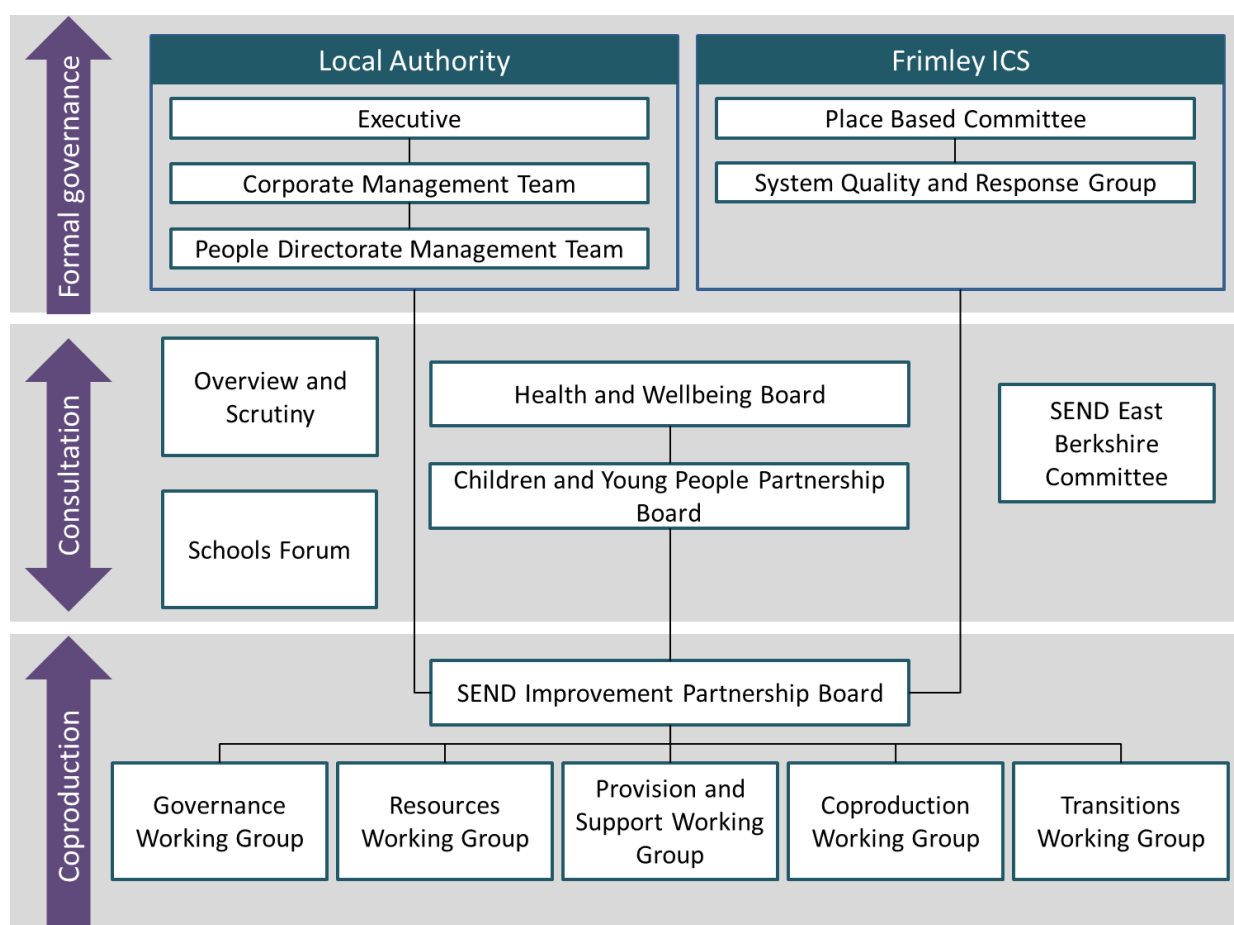 Formal governance
Local Authority
Executive
Corporate Management Team
People Directorate Management Team
Frimley ICS
Place Based Committee
System Quality and Response Group
Consultation
Overview and
Scrutiny
Schools Forum
Health and Wellbeing Board
Children and Young People Partnership
Board
SEND East
Berkshire
Committee
Coproduction
SEND Improvement Partnership Board
Governance
Working Group
Resources
Working Group
Provision and
Support Working
Group
Coproduction
Working Group
Transitions
Working Group